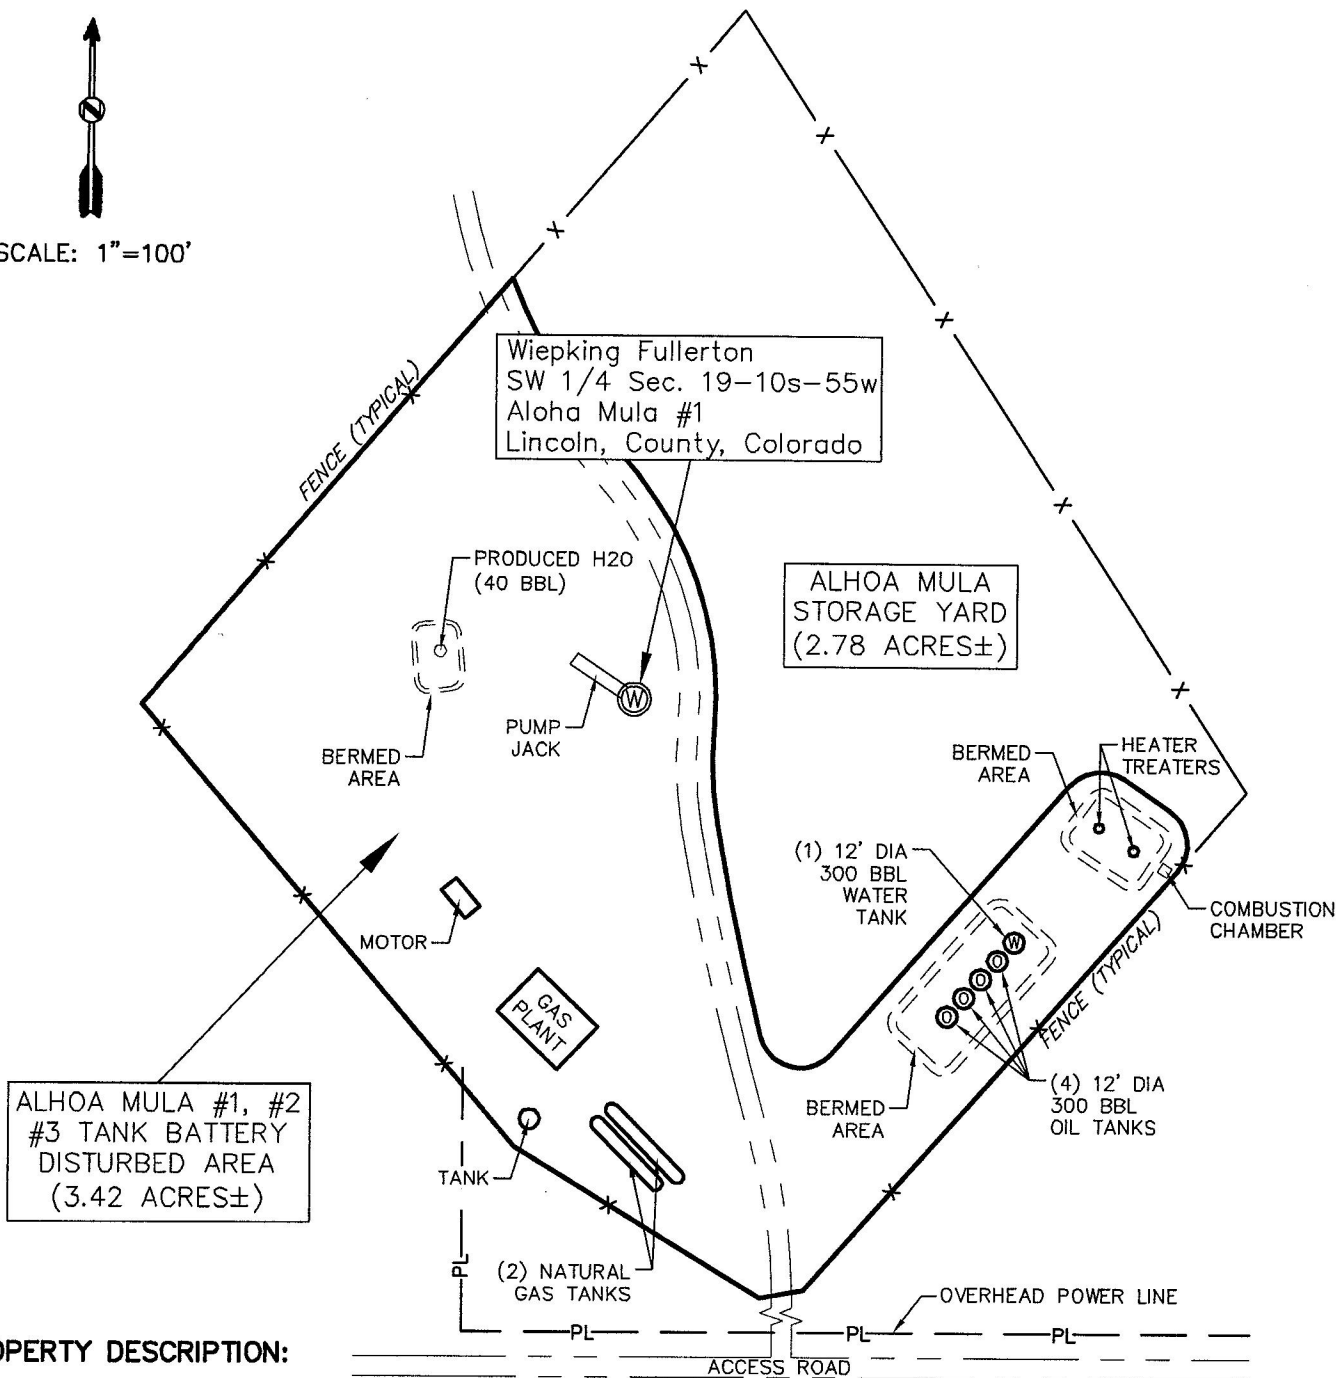 SCALE: 1"=100'
Wiepking Fullerton
SW 1/4 Sec. 19-10s-55w
Aloha Mula #1
Lincoln, County, Colorado
FENCE (TYPICAL)
PRODUCED H2O
(40 BBL)
ALHOA MULA
STORAGE YARD
(2.78 ACRES±)
W
PUMP
JACK
BERMED
AREA
BERMED
AREA
HEATER
TREATERS
(1) 12' DIA
300 BBL
WATER
TANK
COMBUSTION
CHAMBER
MOTOR
W
O
O
O
O
FENCE (TYPICAL)
GAS
PLANT
(4) 12' DIA
300 BBL
OIL TANKS
BERMED
AREA
ALHOA MULA #1, #2
#3 TANK BATTERY
DISTURBED AREA
(3.42 ACRES±)
TANK
PL
(2) NATURAL
GAS TANKS
OVERHEAD POWER LINE
PL
PL
PL
OPERTY DESCRIPTION:
ACCESS ROAD